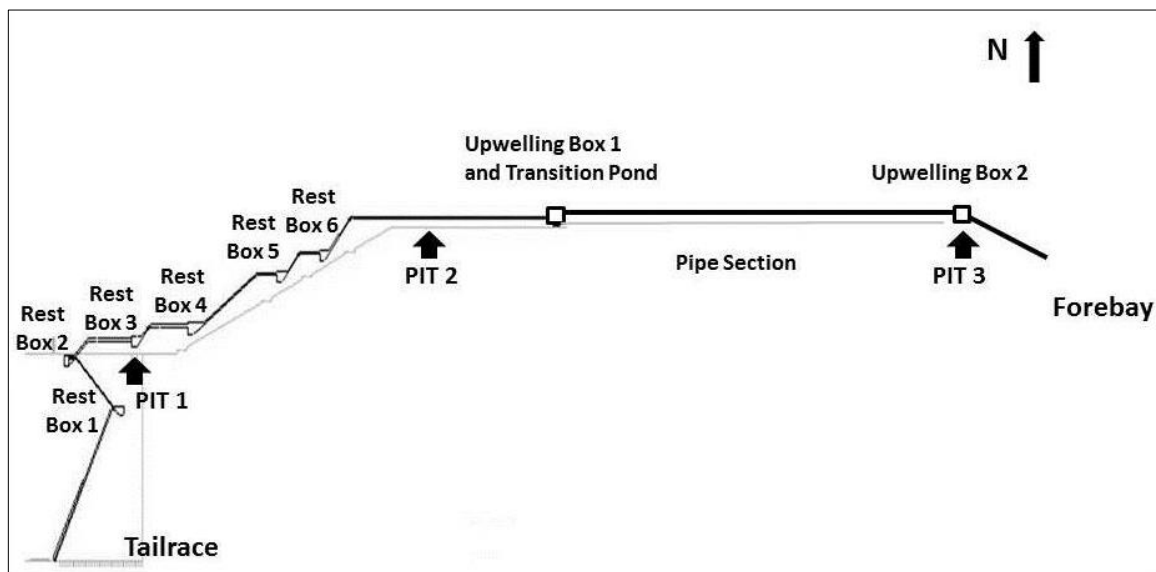 N
Upwelling Box 1
and Transition Pond
Upwelling Box 2
Rest
Box 6
Rest
Box 5
PIT 2
Pipe Section
PIT 3
Rest
Box 4
Rest
Box 3
Forebay
Rest
Box 2
PIT 1
Rest
Box 1
Tailrace